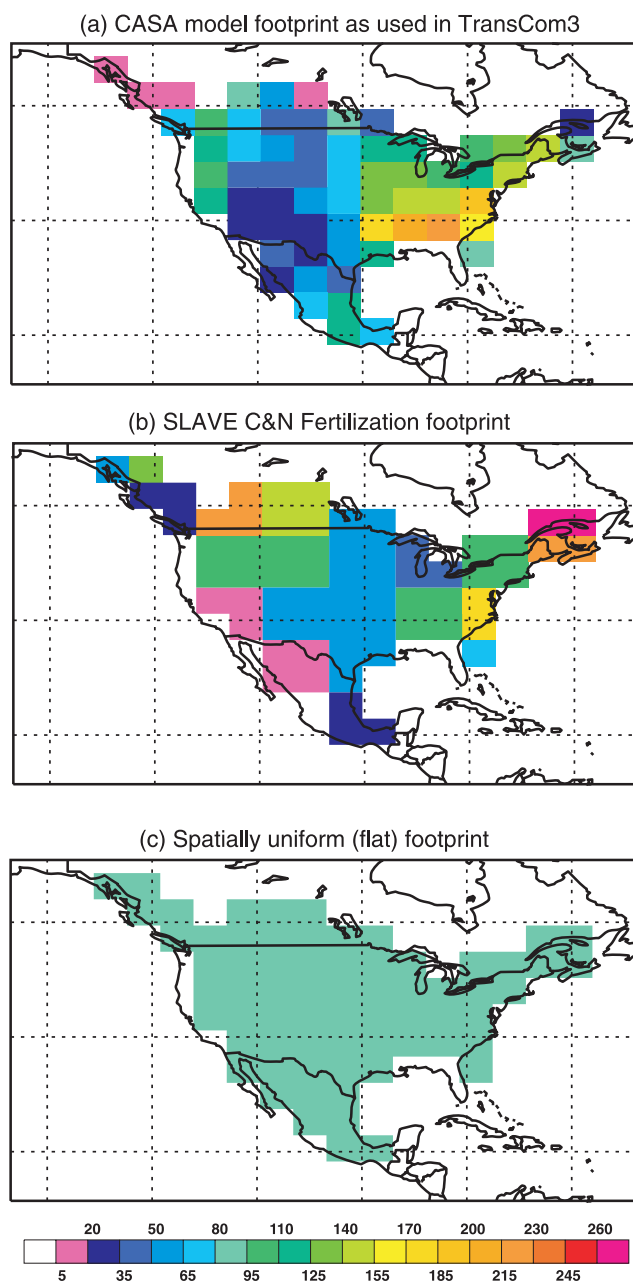 (a) CASA model footprint as used in TransCom3
(b) SLAVE C&N Fertilization footprint
(c) Spatially uniform (flat) footprint
20 50 80 110 140 170 200 230 260
5 35 65 95 125 155 185 215 245